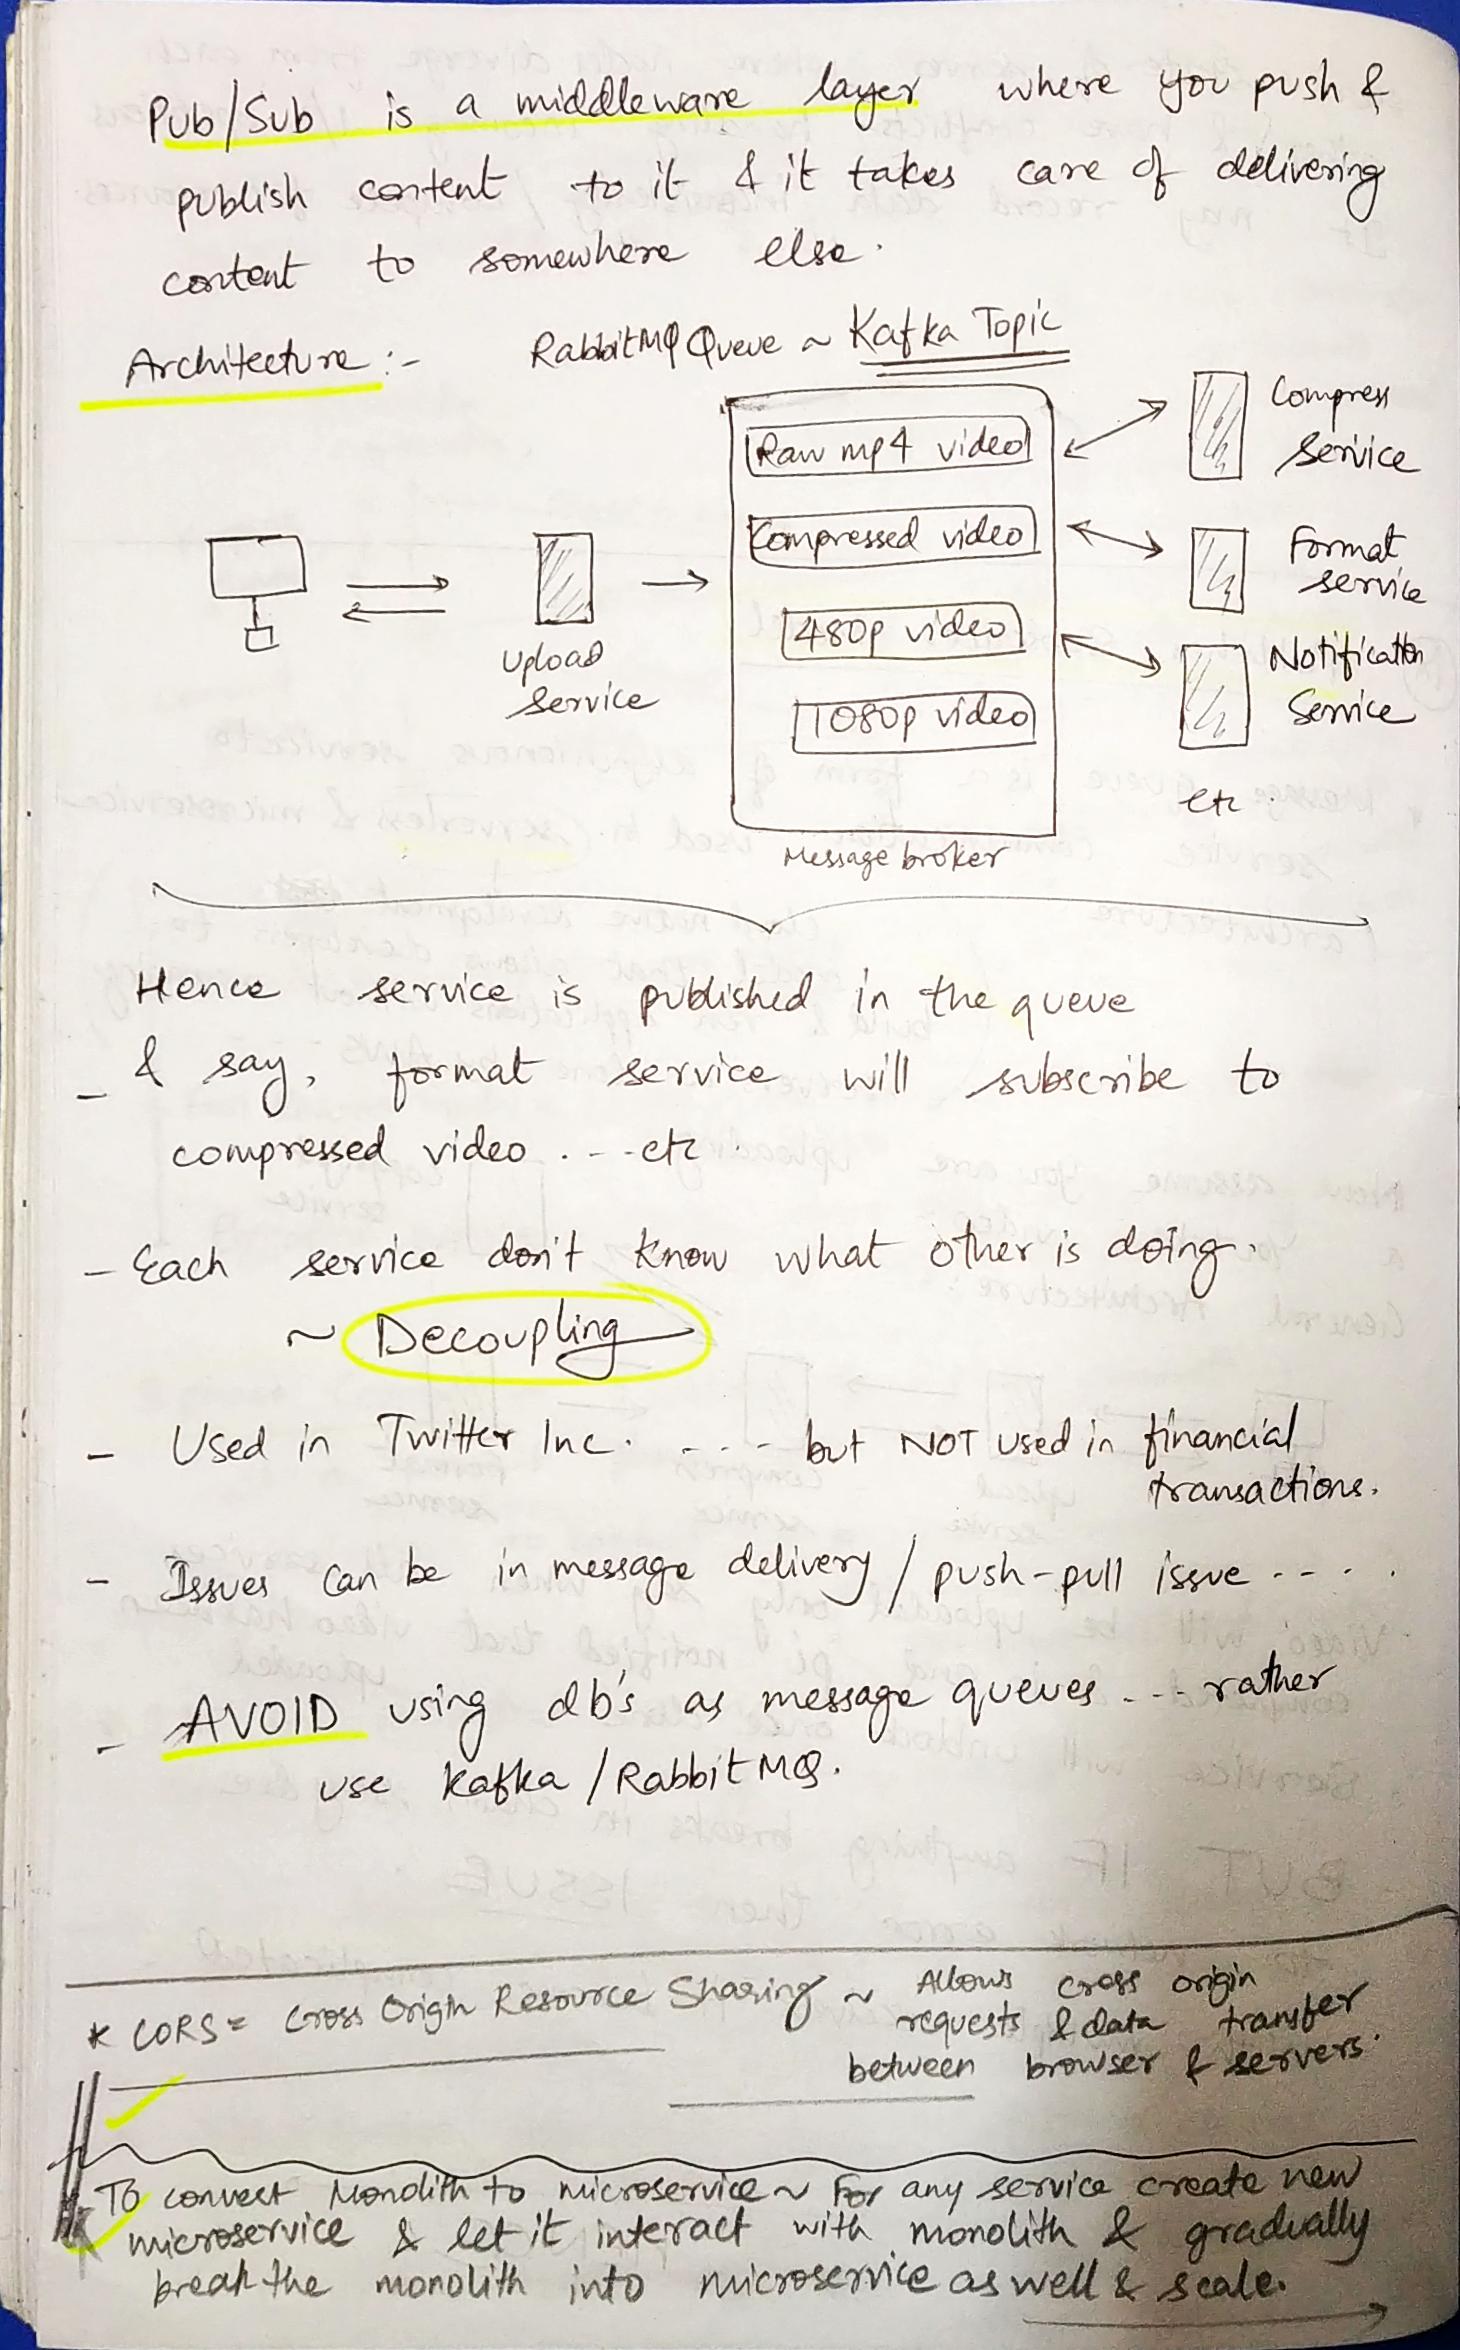 Pub/Sub is a middleware layer where you push &
publish content to it & it takes care of delivering
content to somewhere else.
Architecture :-
RabbitMQ Queue ~ Kafka Topic
Raw mp4 video
Compress
Service
Compressed video
Format
service
480p video
Upload
Service
Notification
Service
1080p video
etc.
Message broker
Hence service is published in the queue
- & say, format service will subscribe to
compressed video . - - - etc.
- Each service don't know what other is doing.
~ Decoupling
- Used in Twitter Inc. - - - but NOT used in financial
transactions.
- Issues can be in message delivery / push-pull issue - - - .
- AVOID using db's as message queues - - - rather
use Kafka / RabbitMQ.
* CORS = Cross Origin Resource Sharing ~ Allows cross origin
requests & data transfer
between browser & servers.
To convert Monolith to microservice ~ For any service create new
microservice & let it interact with monolith & gradually
break the monolith into microservice as well & scale.